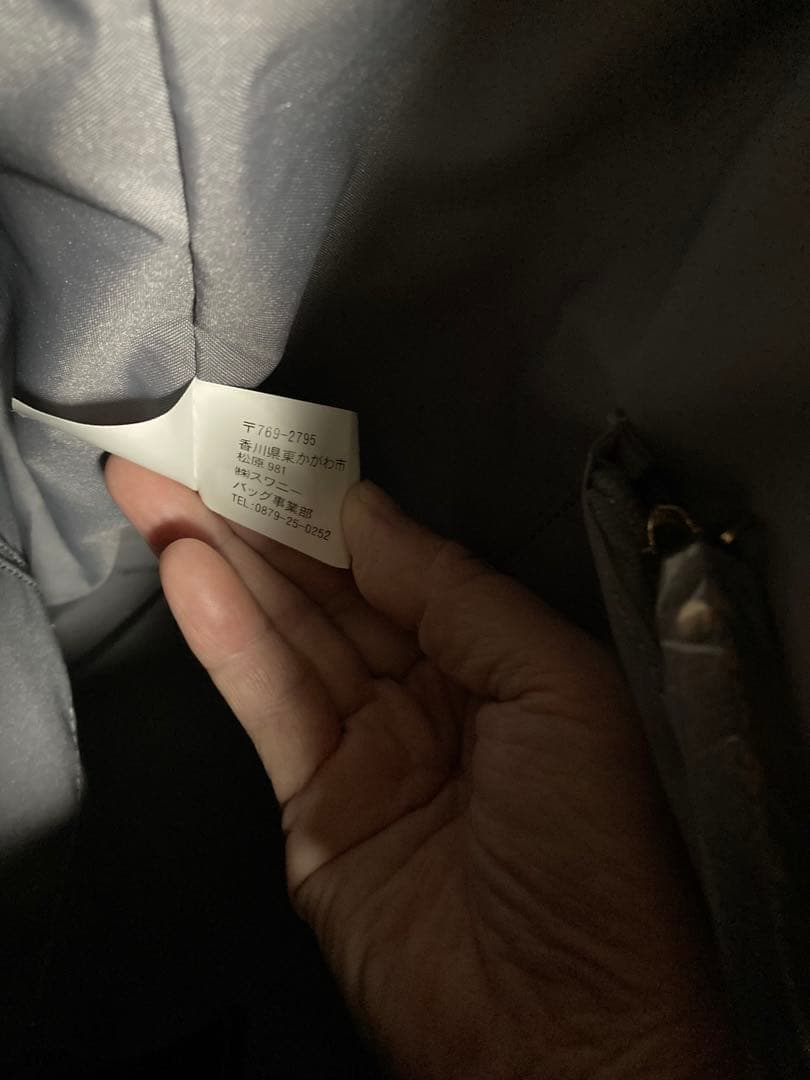 〒769-2795
香川県東かがわ市
松原 981
㈱スワニー
バッグ事業部
TEL:0879-25-0252